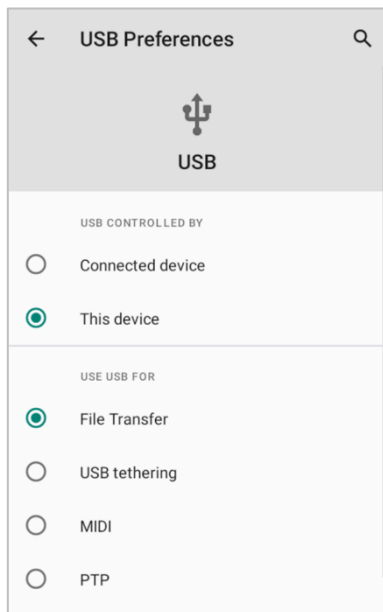 USB Preferences
USB
USB CONTROLLED BY
Connected device
This device
USE USB FOR
File Transfer
USB tethering
MIDI
PTP